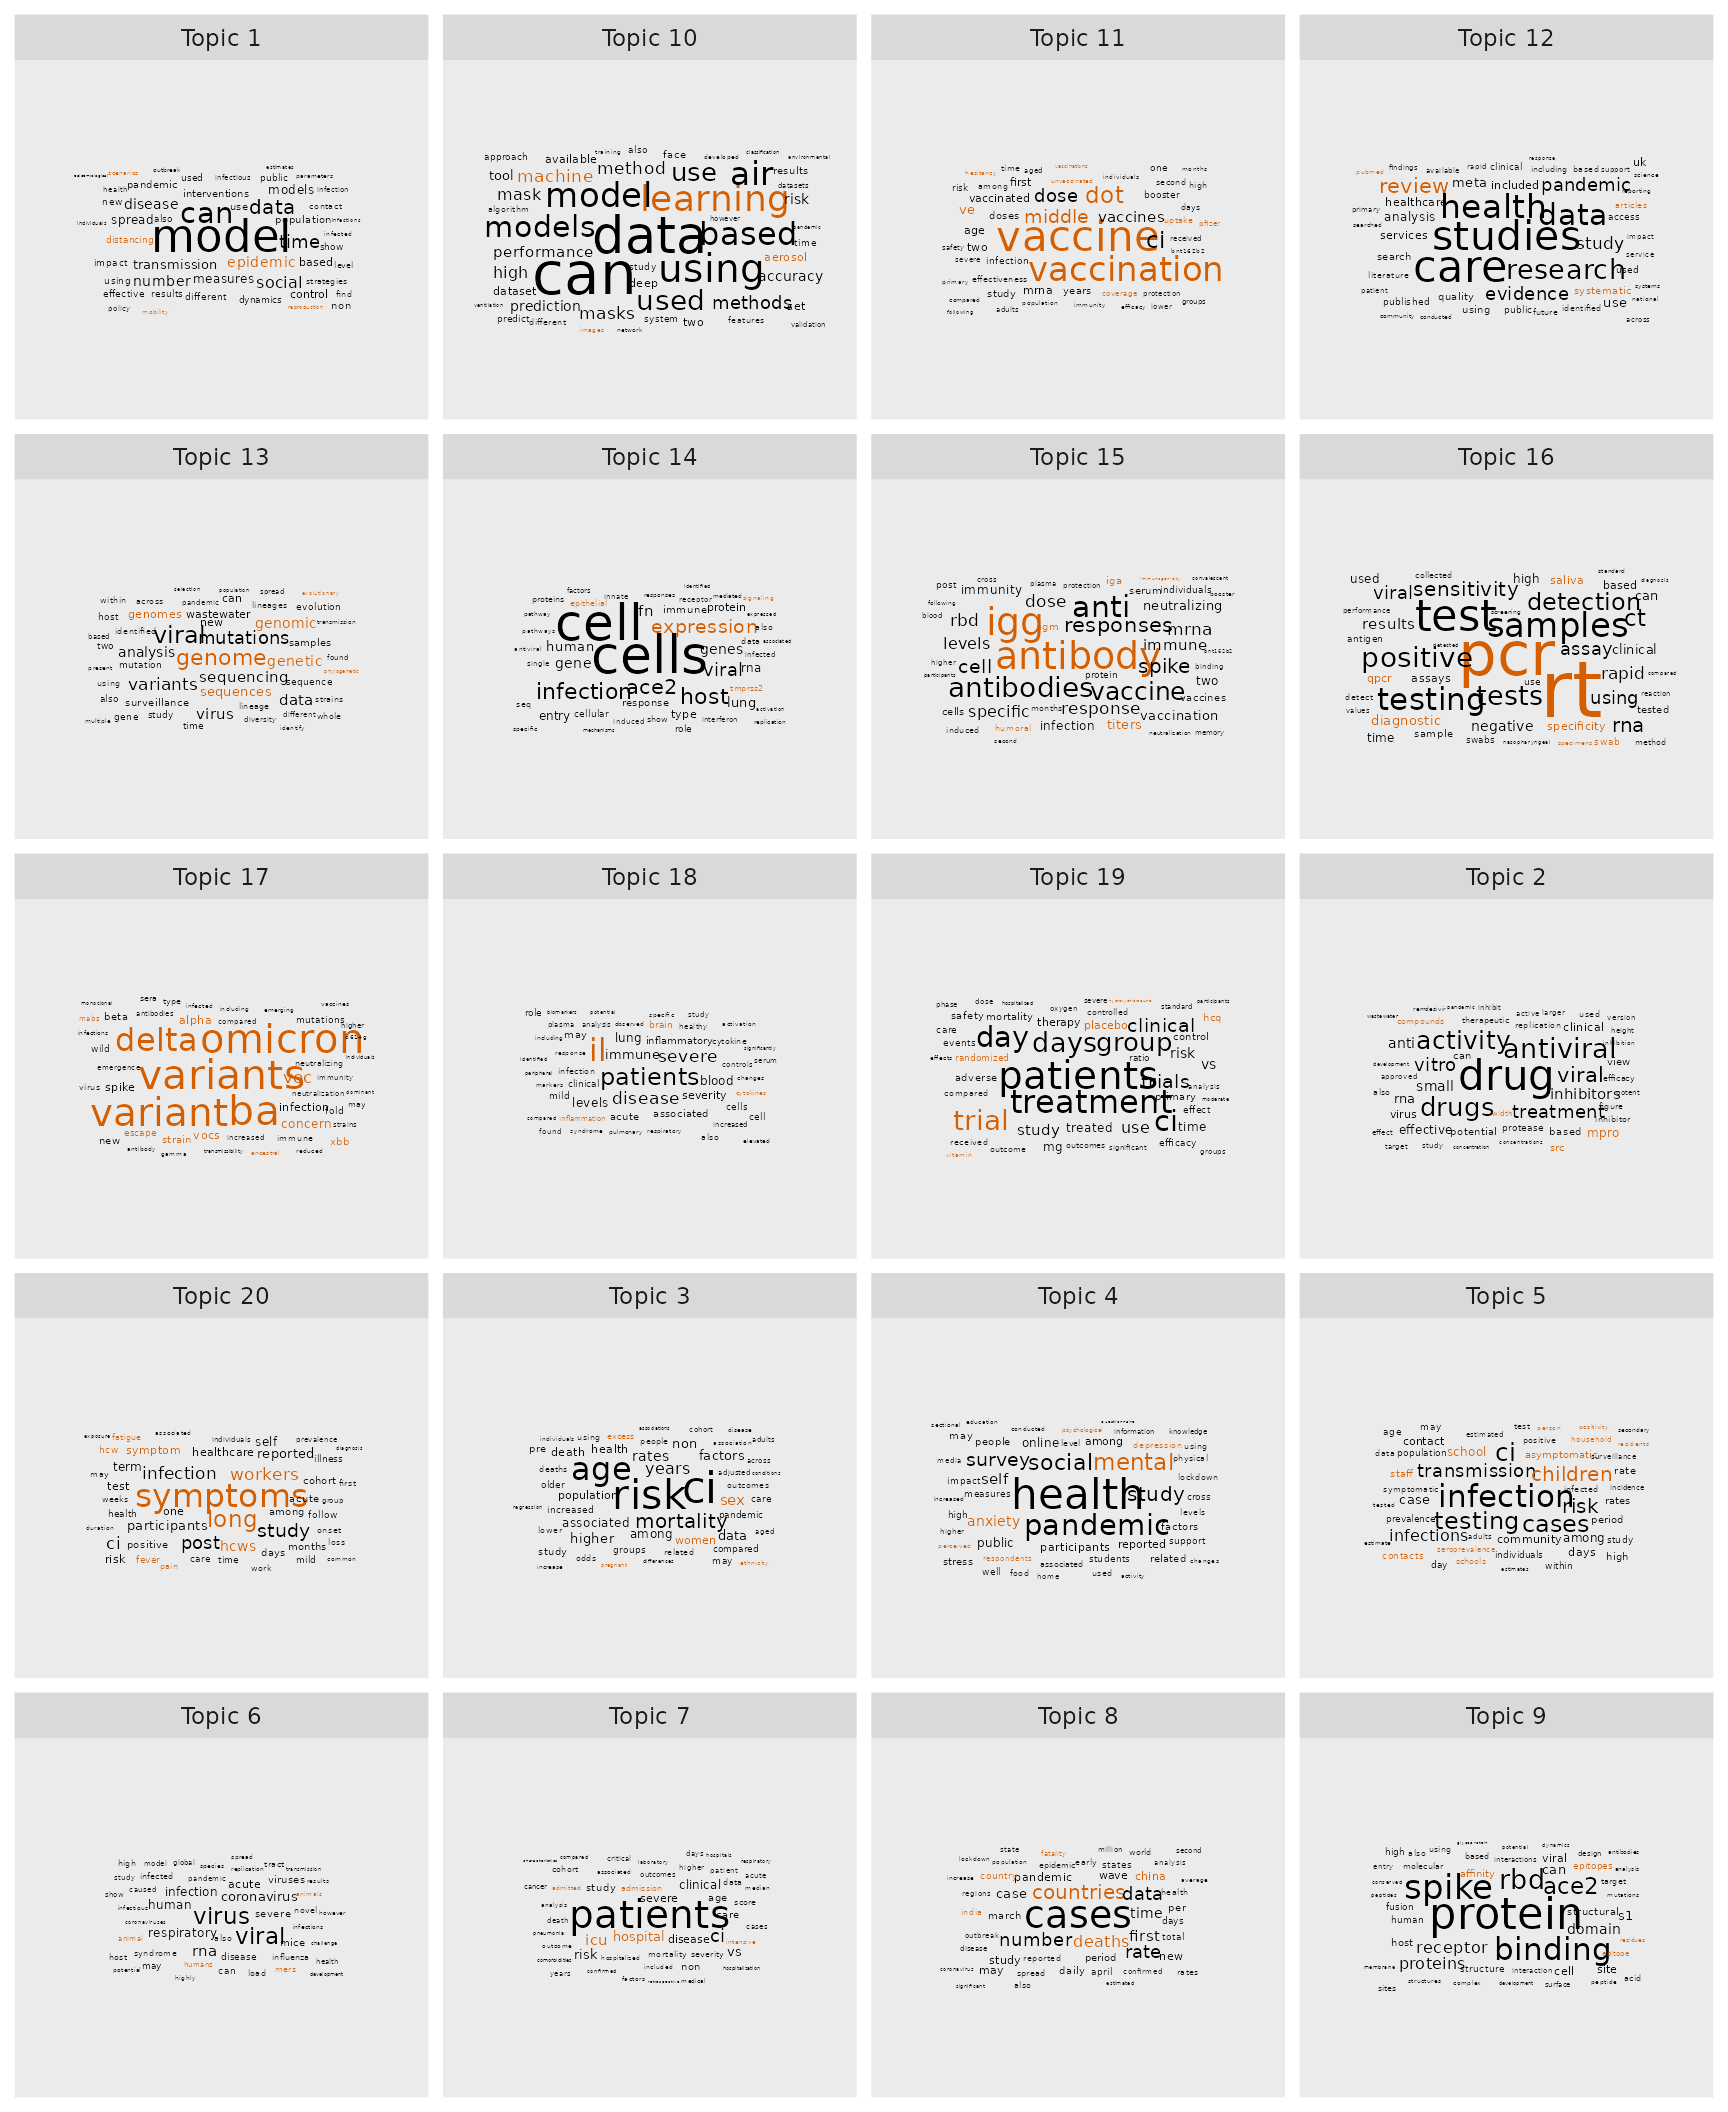 Topic 1
estimates
scenarios outbreak
epidemiological used infectious public parameters
health pandemic interventions models infection
new disease can use data contact
individuals spread also population infections
distancing model time infected show
impact transmission epidemic based level
using number measures social strategies
effective results different dynamics control find
policy mobility reproduction non
Topic 10
training also classification
approach available face developed environmental
tool machine method use air results
mask model learning datasets risk
algorithm however
models data based pandemic time
performance aerosol
high can study using accuracy
dataset deep
ventilation prediction used methods set
predict different masks system two features validation
images network
Topic 11
vaccinations
hesitancy time aged one months
risk among first unvaccinated individuals second high
vaccinated dose dot booster
ve doses middle vaccines uptake days pfizer
age vaccine ci received
safety two bnt162b2
severe infection vaccination
primary effectiveness
compared study mrna years coverage protection
following adults population immunity efficacy lower groups
Topic 12
response
pubmed findings available rapid clinical including based support uk
science
review meta included pandemic reporting
healthcare health articles
primary analysis data access
searched services studies study impact
search care research service
literature used
patient evidence systematic systems
published quality use national
community conducted using public future identified across
Topic 13
selection population spread evolutionary
within across pandemic can lineages evolution
host genomes wastewater genomic transmission
based identified viral new mutations samples
two analysis genome genetic found
present mutation sequencing phylogenetic
using variants sequences sequence
also surveillance data strains
multiple gene study virus lineage diversity different whole
time identify
Topic 14
factors identified
proteins epithelial innate responses receptor mediated signaling
pathway cell ifn immune protein expressed
pathways expression also
antiviral human cells genes data associated infected
single gene viral rna
infection ace2 host tmprss2
seq response lung
entry cellular induced show type interferon activation
specific mechanisms role replication
Topic 15
cross
post immunity plasma protection iga immunogenicity convalescent
following dose anti serum individuals booster
blood rbd igg igm responses neutralizing mrna
levels antibody immune bnt162b2
higher cell spike binding
participants antibodies protein vaccine two
cells specific months response vaccines
induced humoral infection titers vaccination
second neutralisation memory
Topic 16
collected standard
used viral sensitivity high saliva based diagnosis
performance test screening detection can
results samples ct
antigen detected assay clinical
positive pcr
qpcr assays use rt rapid compared
detect testing tests using reaction
values tested
diagnostic negative specificity rna
time sample swabs nasopharyngeal specimens swab method
Topic 17
monoclonal sera type infected including emerging vaccines
mabs beta antibodies alpha compared mutations
infections delta omicron higher
wild neutralizing individuals
emergence variants voc immunity
virus spike neutralization dominant
variant ba infection fold may
concern strains
new escape strain vocs increased immune xbb
antibody gamma transmissibility ancestral reduced
Topic 18
role biomarkers potential specific study
plasma analysis observed brain healthy activation
including may lung inflammatory cytokine
response il immune severe significantly
identified controls serum
peripheral infection patients blood changes
markers clinical
mild levels disease severity cytokines
compared inflammation acute associated cells cell
found syndrome pulmonary respiratory increased
also elevated
Topic 19
phase dose hospitalised severe hydroxychloroquine participants
safety mortality oxygen controlled standard
care therapy placebo clinical hcq
events day days group control
effects randomized ratio risk vs
adverse patients trials analysis
compared treatment primary moderate
trial effect
study treated use ci time
received mg outcomes significant efficacy
vitamin outcome groups
Topic 2
wastewater remdesivir pandemic inhibit active larger used version
compounds therapeutic replication clinical height
anti activity antiviral inhibition
development vitro can view
approved small drug viral efficacy
also rna inhibitors potent
virus drugs width treatment figure
effective inhibitor
effect potential protease based mpro
target study concentration concentrations src
Topic 20
exposure fatigue associated individuals self prevalence
hcw symptom healthcare reported illness diagnosis
may term infection workers cohort first
test symptoms
weeks acute group
health one long among follow
duration participants study onset
ci positive post hcws days months loss
risk fever care time mild common
pain work
Topic 3
associations cohort disease
individuals using excess people non association adults
pre death health rates factors across
deaths age years adjusted conditions
older risk ci outcomes
population sex care
regression increased mortality pandemic
lower associated among women data aged
higher
study odds groups related compared
increase pregnant differences may ethnicity
Topic 4
sectional education conducted psychological questionnaire information knowledge
may people online level among depression using
media survey social mental physical
impact self lockdown
increased measures health study cross
high anxiety levels
higher pandemic factors
perceived public participants reported support
stress respondents associated students related changes
well food home used activity
Topic 5
may test person positivity secondary
age contact estimated positive household residents
data population school ci asymptomatic surveillance
staff transmission children rate
symptomatic infection infected incidence
tested case risk rates
prevalence testing cases period
estimate infections community among study
contacts seroprevalence adults individuals days high
day schools estimates within
Topic 6
high model global species spread tract transmission
replication
study infected pandemic acute viruses results
show caused infection coronavirus animals
infectious human virus severe novel however
coronaviruses infections
animal respiratory also viral mice challenge
host syndrome rna disease influenza health
potential may humans can load mers development
highly
Topic 7
characteristics compared critical laboratory days hospitals respiratory
cohort associated outcomes higher patient acute
cancer admitted study admission clinical data median
severe age score
analysis patients care
death cases
pneumonia icu hospital disease ci intensive
outcome
comorbidities risk mortality severity vs
years confirmed hospitalised included non hospitalization
factors retrospective medical
Topic 8
state fatality million world second
lockdown population epidemic early states analysis
increase country pandemic wave china average
regions case countries data health
india march cases time per
days
outbreak number deaths first total
disease study reported period rate new
coronavirus may spread daily april confirmed rates
significant also estimated
Topic 9
glycoprotein potential dynamics
high also using based interactions viral design antibodies
entry molecular affinity can epitopes analysis
conserved spike rbd ace2 target
peptides mutations
fusion protein structural s1
human domain
host receptor binding residues
epitope
membrane proteins structure interaction cell site
structures complex development surface peptide acid
sites